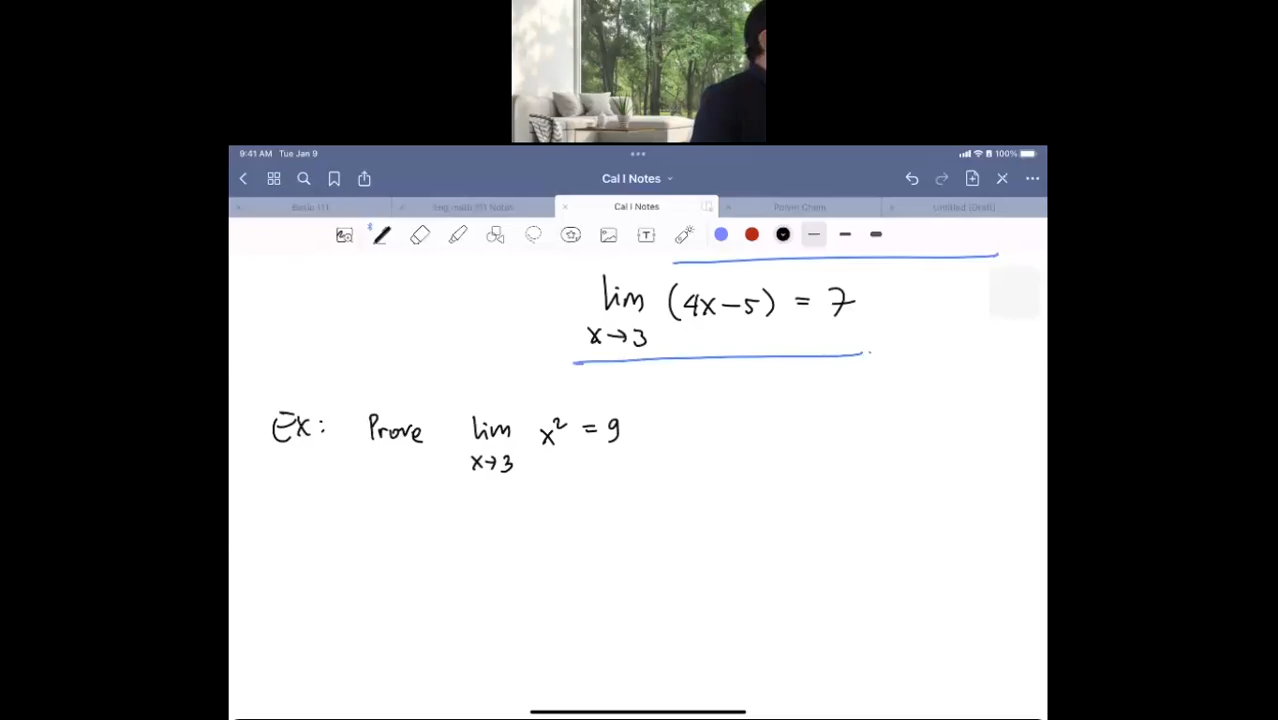 9:41 AM Tue Jan 9
100%
Cal I Notes
Cal I Notes
lim (4x-5) = 7
x→3
Ex: Prove lim x² = 9
x→3